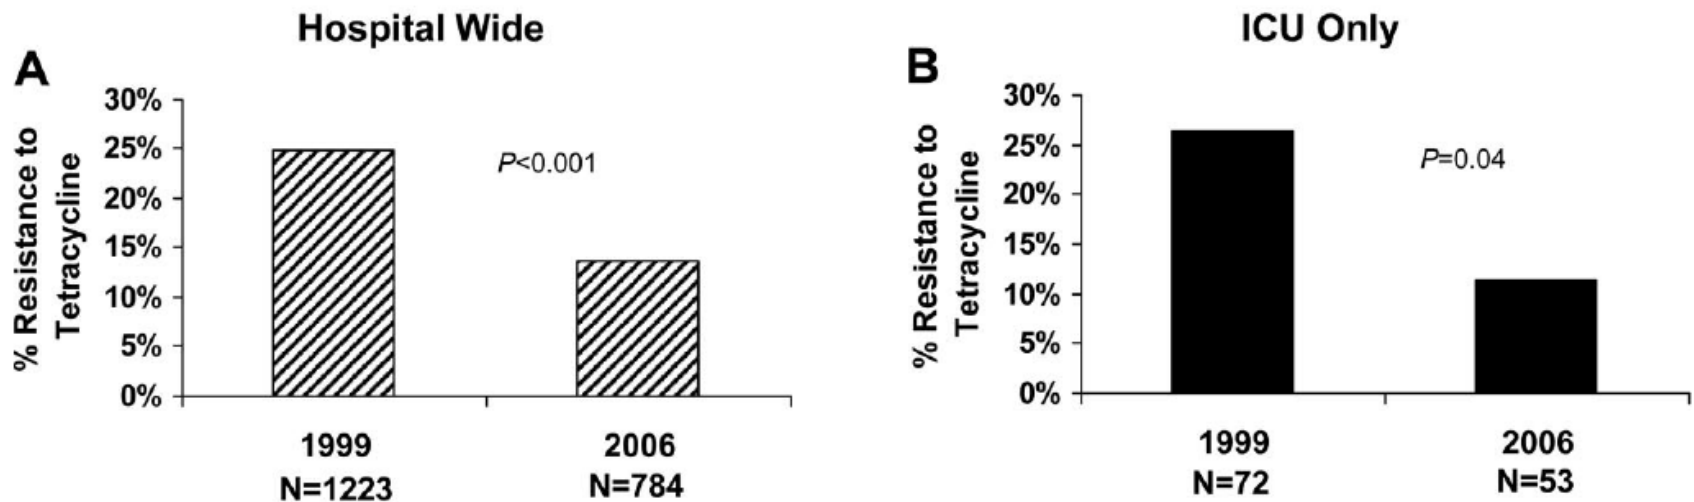 Hospital Wide
A
% Resistance to
Tetracycline
30%
25%
20%
15%
10%
5%
0%
P<0.001
1999
N=1223
2006
N=784
ICU Only
B
% Resistance to
Tetracycline
30%
25%
20%
15%
10%
5%
0%
P=0.04
1999
N=72
2006
N=53